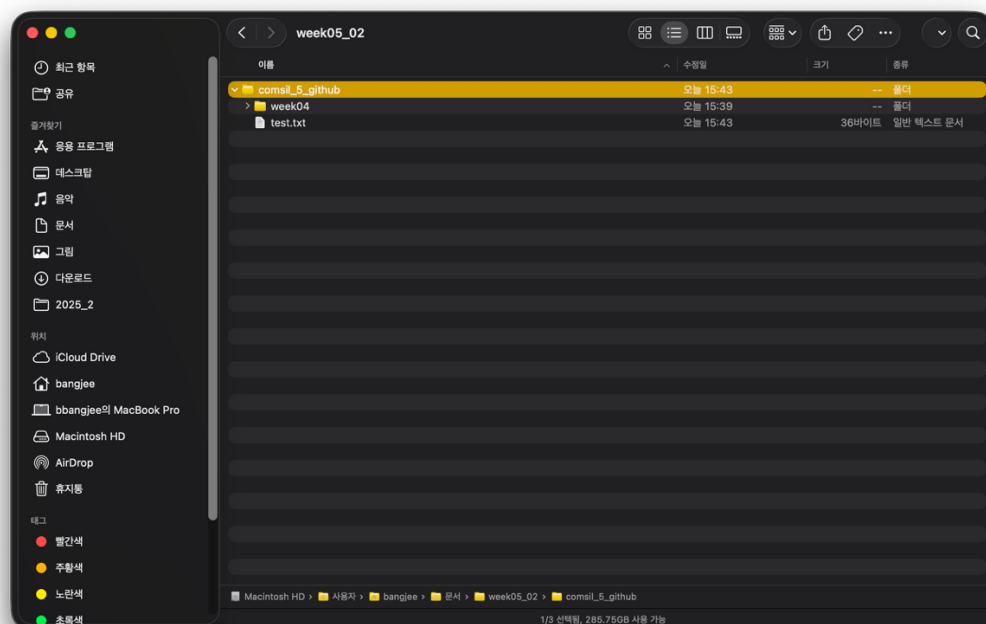 week05_02
최근 항목
공유
즐겨찾기
응용 프로그램
데스크탑
음악
문서
그림
다운로드
2025_2
위치
iCloud Drive
bangjee
bbangjee의 MacBook Pro
Macintosh HD
AirDrop
휴지통
태그
빨간색
주황색
노란색
초록색
이름 수정일 크기 종류
comsil_5_github 오늘 15:43 -- 폴더
week04 오늘 15:39 -- 폴더
test.txt 오늘 15:43 36바이트 일반 텍스트 문서
Macintosh HD › 사용자 › bangjee › 문서 › week05_02 › comsil_5_github
1/3 선택됨, 285.75GB 사용 가능